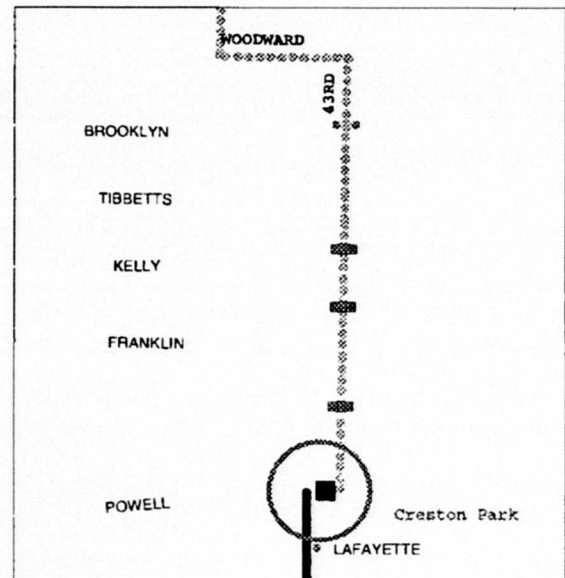 WOODWARD
43RD
BROOKLYN
TIBBETTS
KELLY
FRANKLIN
POWELL
Creston Park
LAFAYETTE